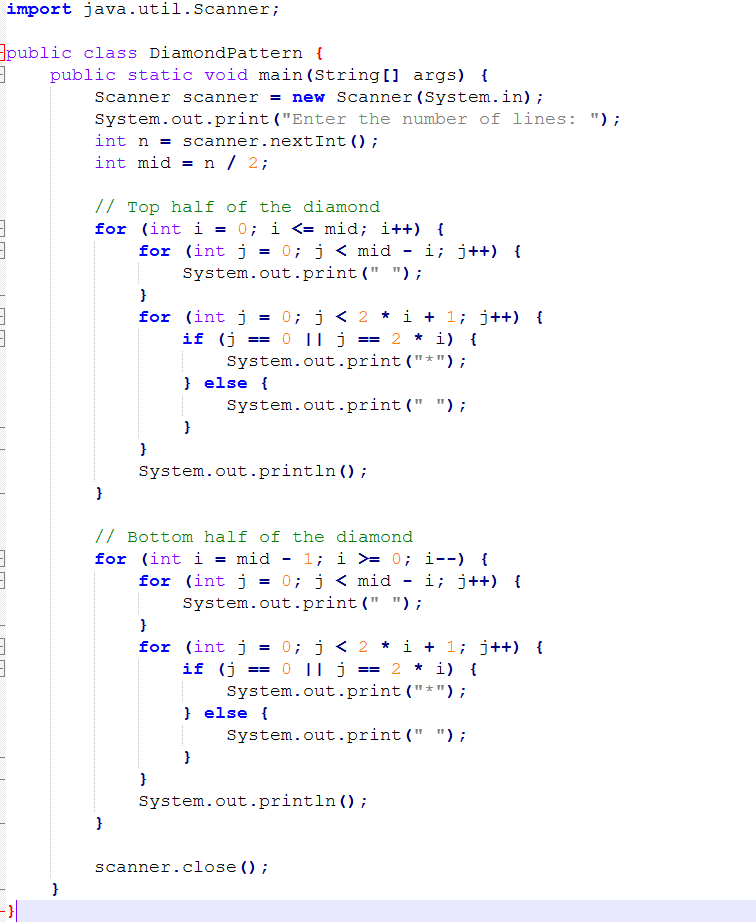 import java.util.Scanner;
public class DiamondPattern {
    public static void main(String[] args) {
        Scanner scanner = new Scanner(System.in);
        System.out.print("Enter the number of lines: ");
        int n = scanner.nextInt();
        int mid = n / 2;
        // Top half of the diamond
        for (int i = 0; i <= mid; i++) {
            for (int j = 0; j < mid - i; j++) {
                System.out.print(" ");
            }
            for (int j = 0; j < 2 * i + 1; j++) {
                if (j == 0 || j == 2 * i) {
                    System.out.print("*");
                } else {
                    System.out.print(" ");
                }
            }
            System.out.println();
        }
        // Bottom half of the diamond
        for (int i = mid - 1; i >= 0; i--) {
            for (int j = 0; j < mid - i; j++) {
                System.out.print(" ");
            }
            for (int j = 0; j < 2 * i + 1; j++) {
                if (j == 0 || j == 2 * i) {
                    System.out.print("*");
                } else {
                    System.out.print(" ");
                }
            }
            System.out.println();
        }
        scanner.close();
    }
}